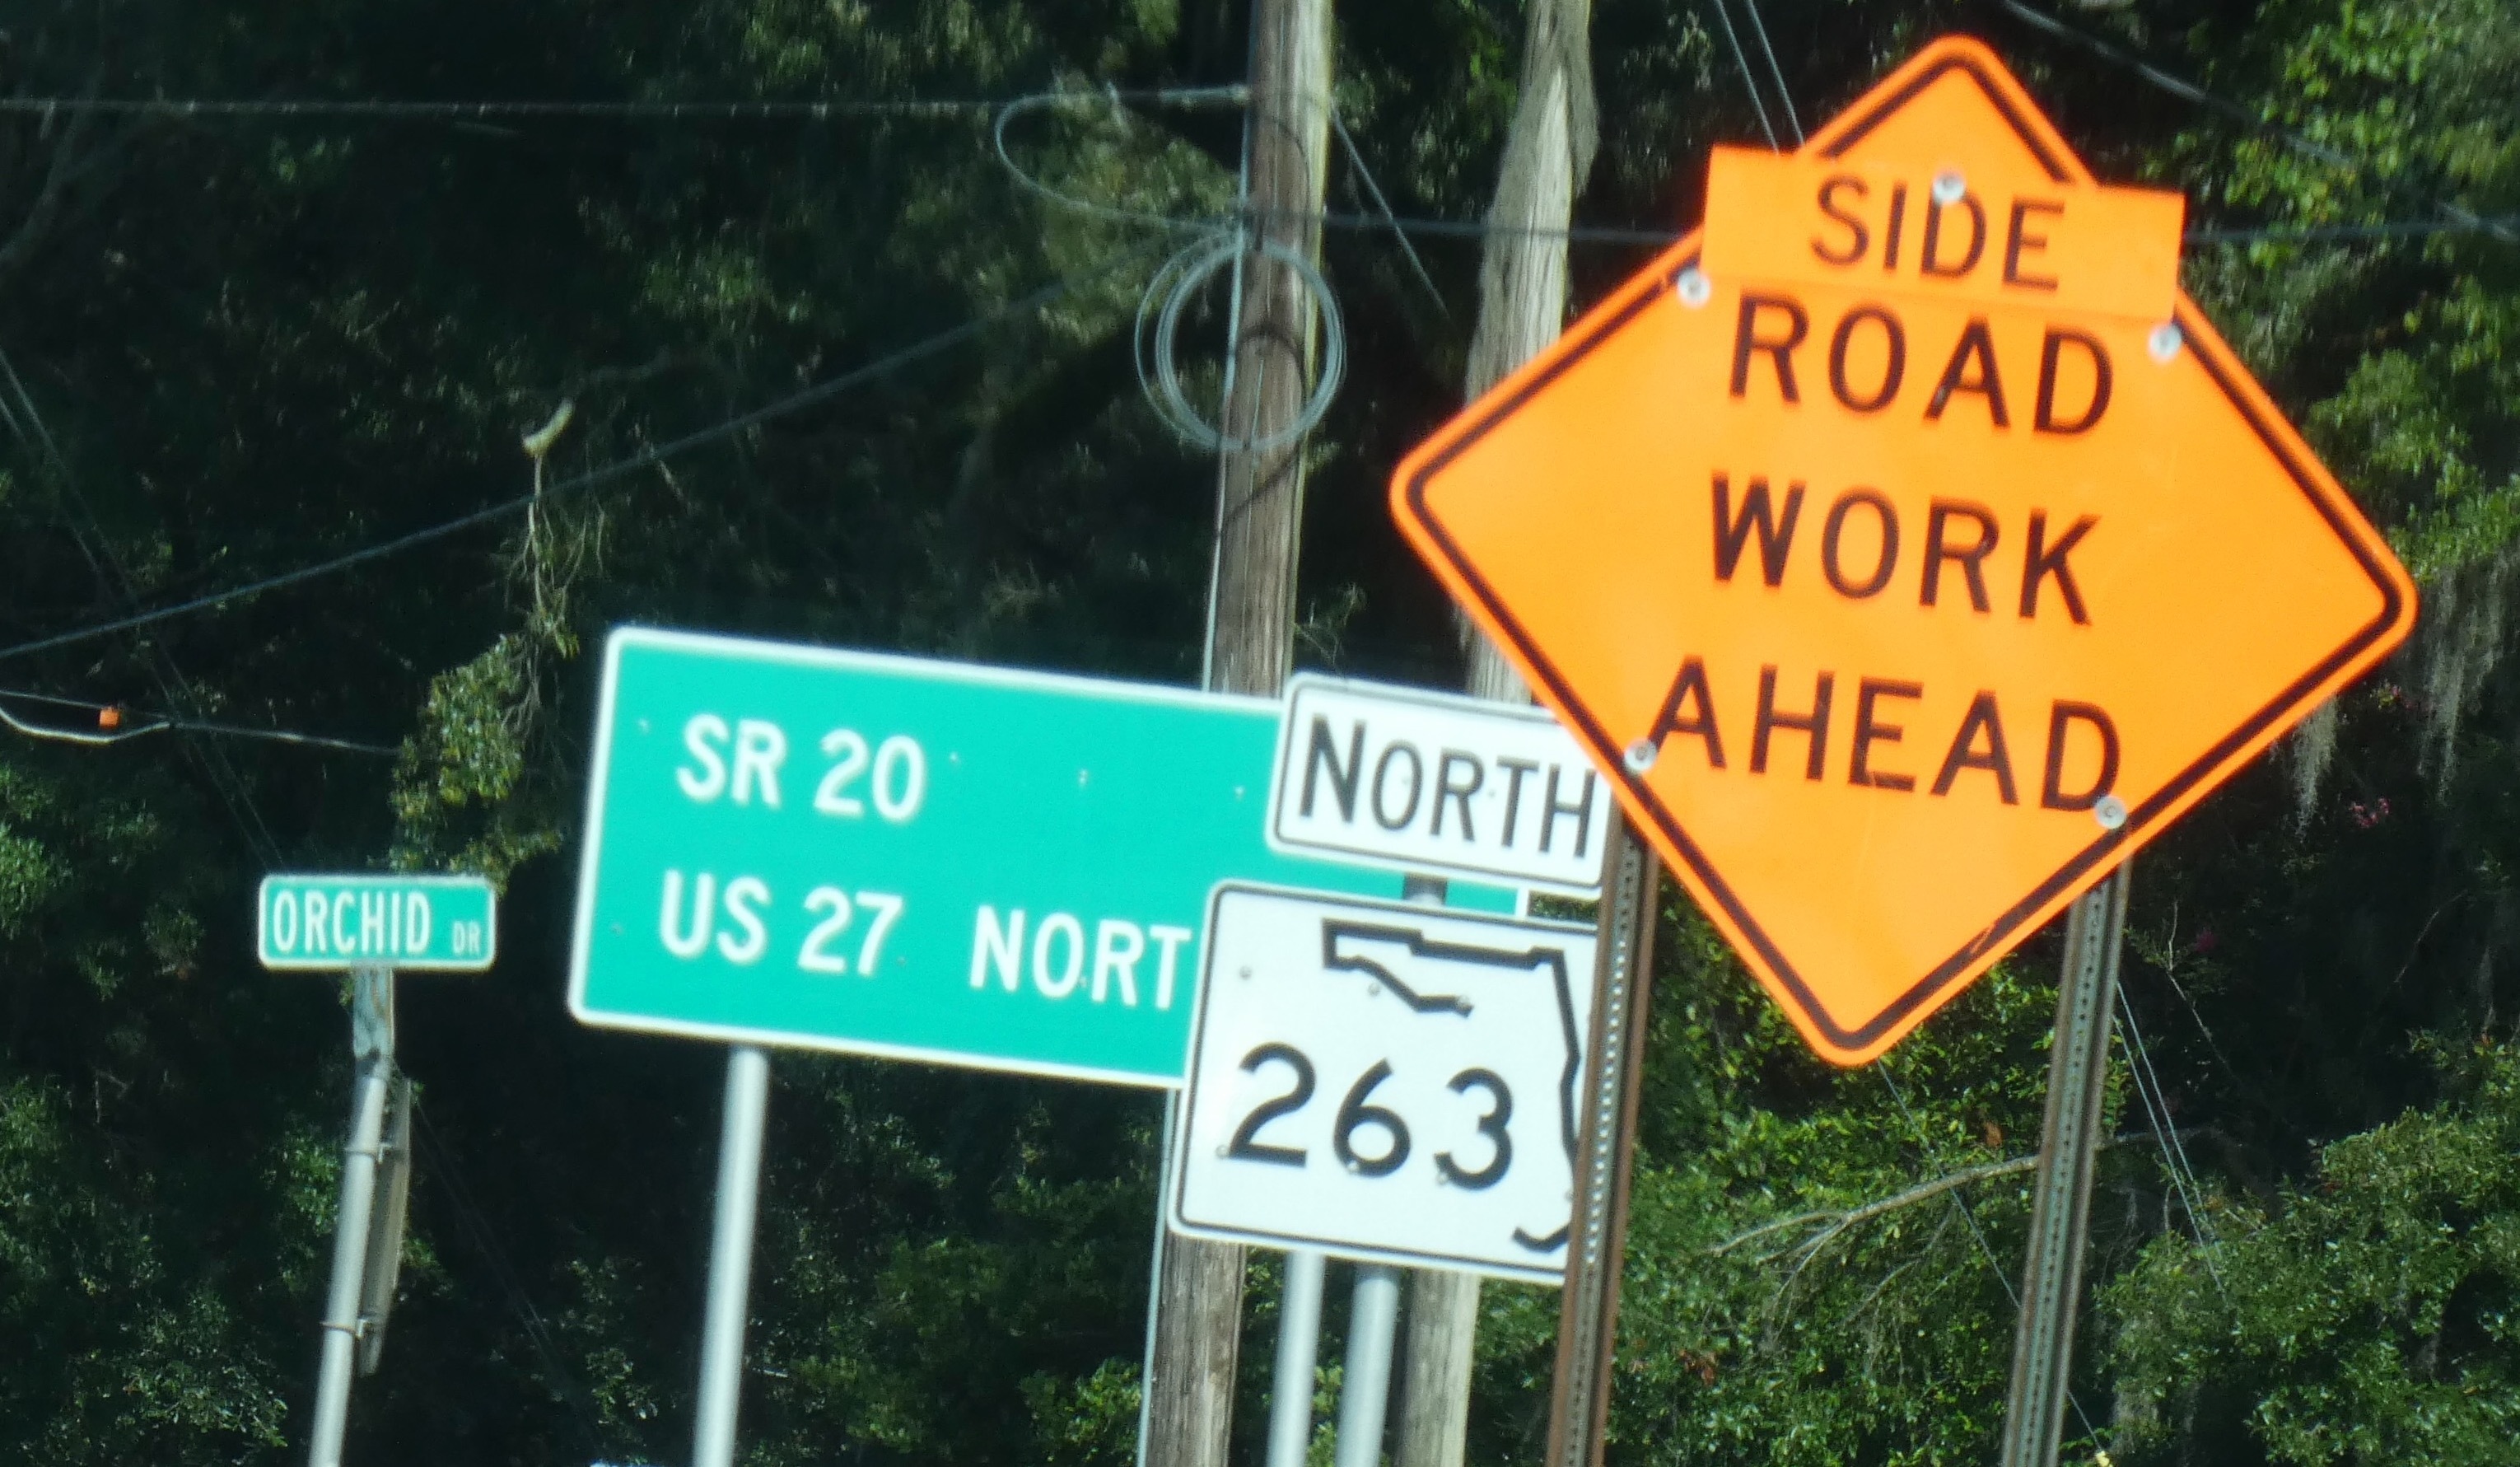 ORCHID DR
SR 20
US 27 NORT
NORTH
263
SIDE
ROAD
WORK
AHEAD